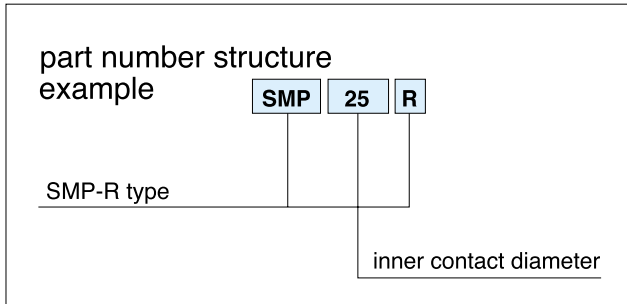 part number structure
example
SMP 25 R
SMP-R type
inner contact diameter